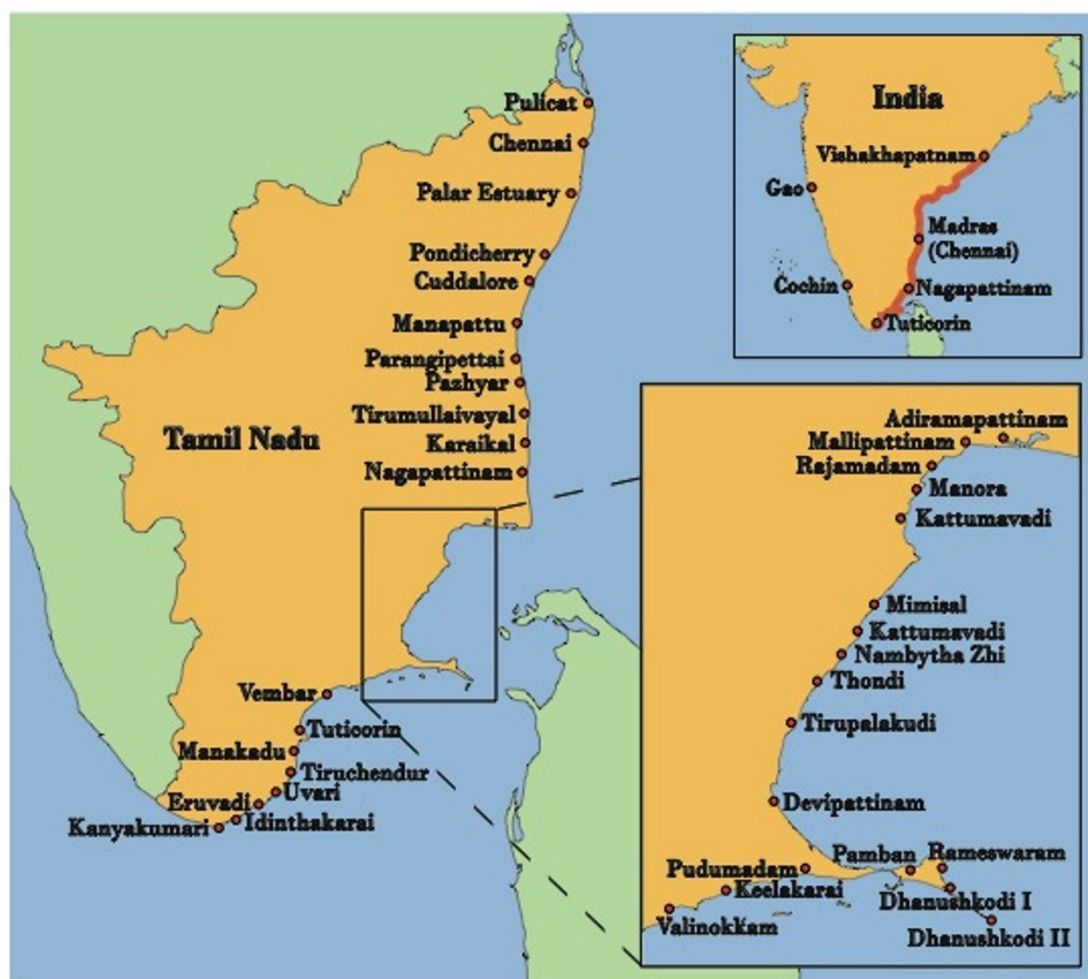 Pulicat
Chennai
Palar Estuary
Pondicherry
Cuddalore
Manapattu
Parangipettai
Pazhyar
Tirumullaivayal
Karaikal
Nagapattinam
Tamil Nadu
Vembar
Tuticorin
Manakadu
Tiruchendur
Uvari
Eruvadi
Idinthakarai
Kanyakumari
India
Vishakhapatnam
Gao
Madras
(Chennai)
Cochin
Nagapattinam
Tuticorin
Adiramapattinam
Mallipattinam
Rajamadam
Manora
Kattumavadi
Mimisal
Kattumavadi
Nambytha Zhi
Thondi
Tirupalakudi
Devipattinam
Pamban
Rameswaram
Pudumadam
Keelakarai
Dhanushkodi I
Valinokkam
Dhanushkodi II